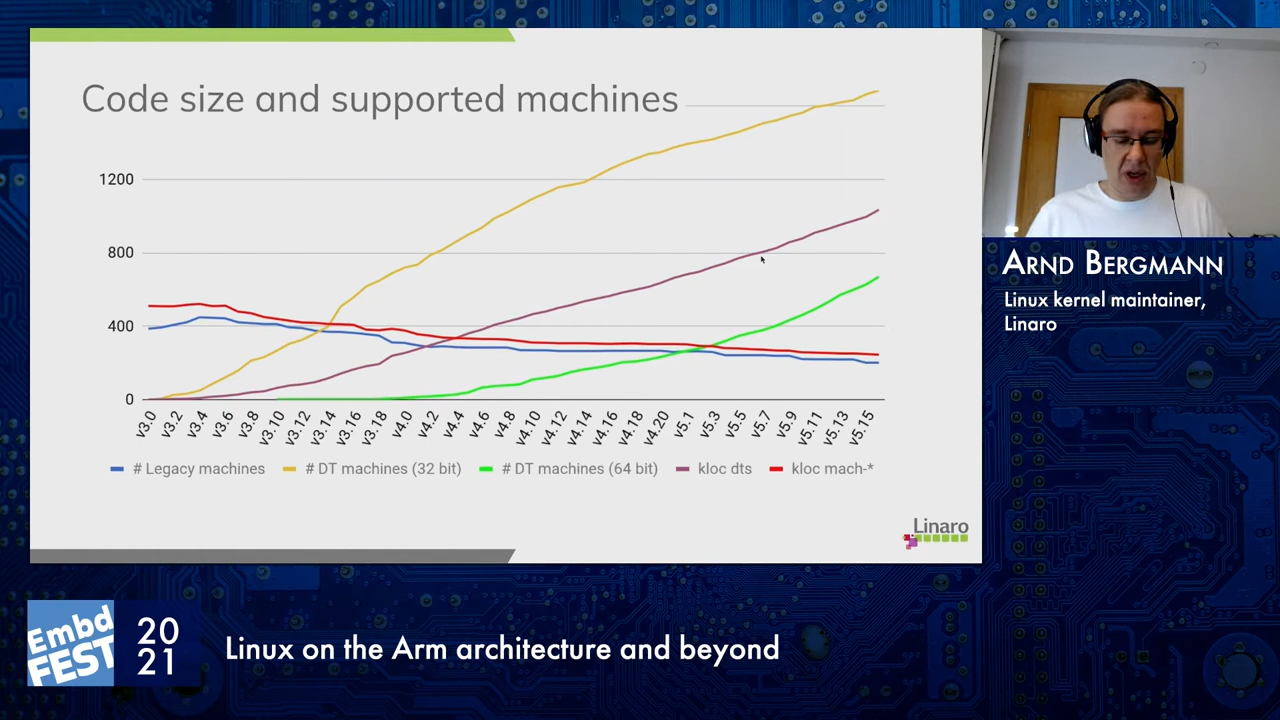 Code size and supported machines
1200
800
400
0
v3.0 v3.2 v3.4 v3.6 v3.8 v3.10 v3.12 v3.14 v3.16 v3.18 v4.0 v4.2 v4.4 v4.6 v4.8 v4.10 v4.12 v4.14 v4.16 v4.18 v4.20 v5.1 v5.3 v5.5 v5.7 v5.9 v5.11 v5.13 v5.15
# Legacy machines # DT machines (32 bit) # DT machines (64 bit) kloc dts kloc mach-*
Linaro
ARND BERGMANN
Linux kernel maintainer,
Linaro
Embd
FEST
20
21
Linux on the Arm architecture and beyond